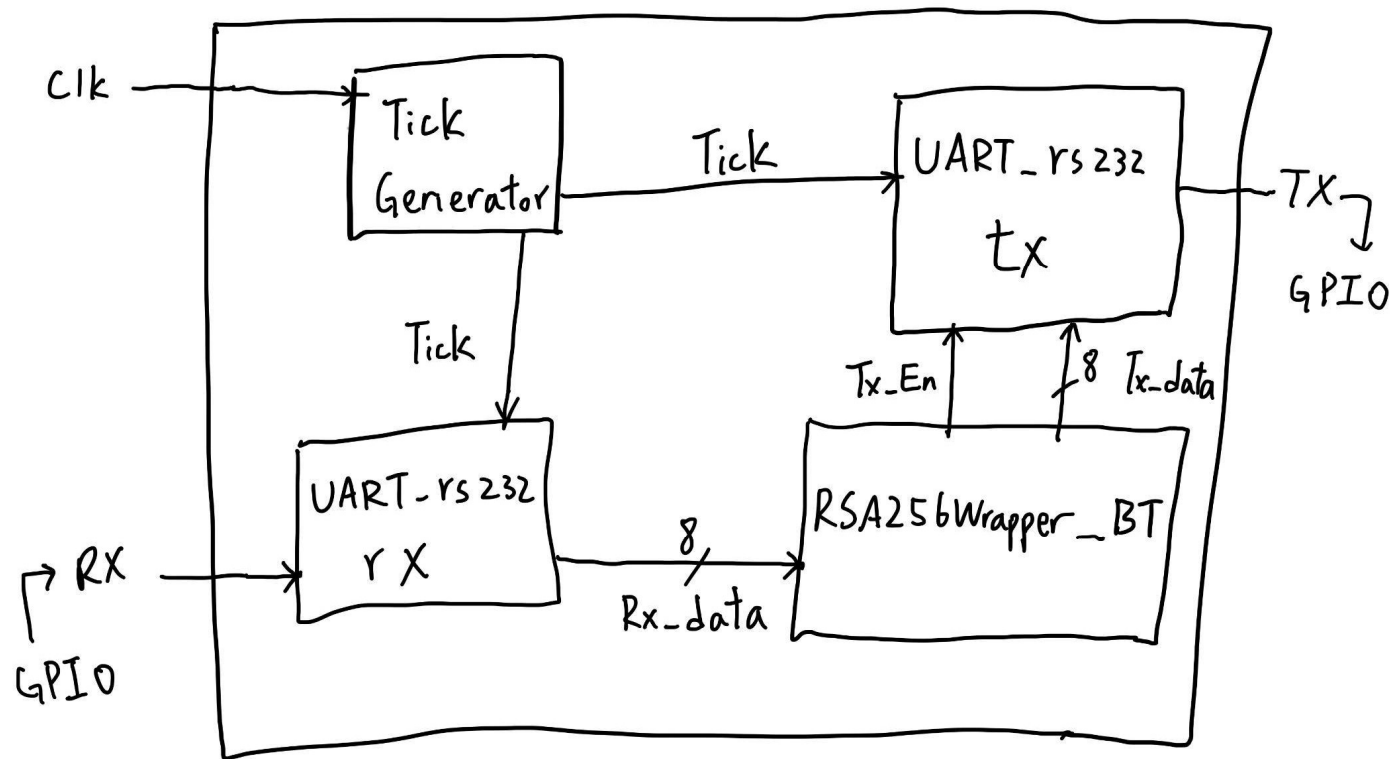 Clk
Tick
Generator
Tick
UART_rs232
tx
TX
GPIO
Tick
Tx_En
8
Tx_data
UART_rs232
rx
RX
GPIO
8
Rx_data
RSA256Wrapper_BT